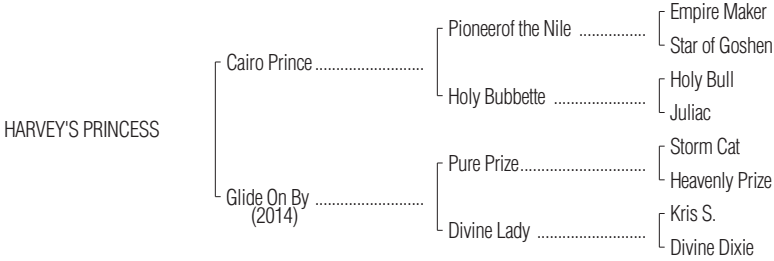 Empire Maker
Pioneerof the Nile ................
Star of Goshen
Cairo Prince ..........................
Holy Bull
Holy Bubbette ......................
Juliac
HARVEY'S PRINCESS
Storm Cat
Pure Prize..............................
Heavenly Prize
Glide On By ..........................
(2014)
Kris S.
Divine Lady ..........................
Divine Dixie